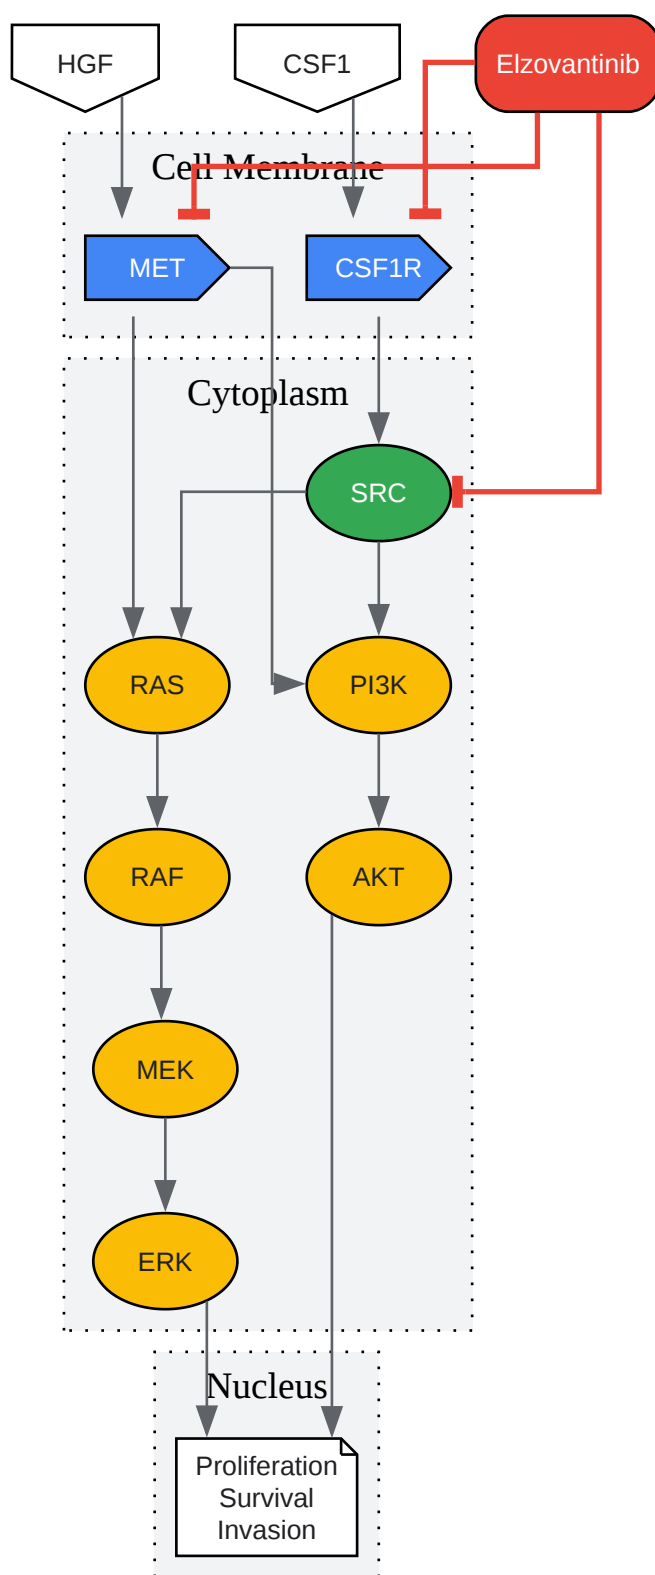 HGF
CSF1
Elzovantinib
Cell Membrane
MET
CSF1R
Cytoplasm
SRC
RAS
PI3K
RAF
AKT
MEK
ERK
Nucleus
Proliferation
Survival
Invasion